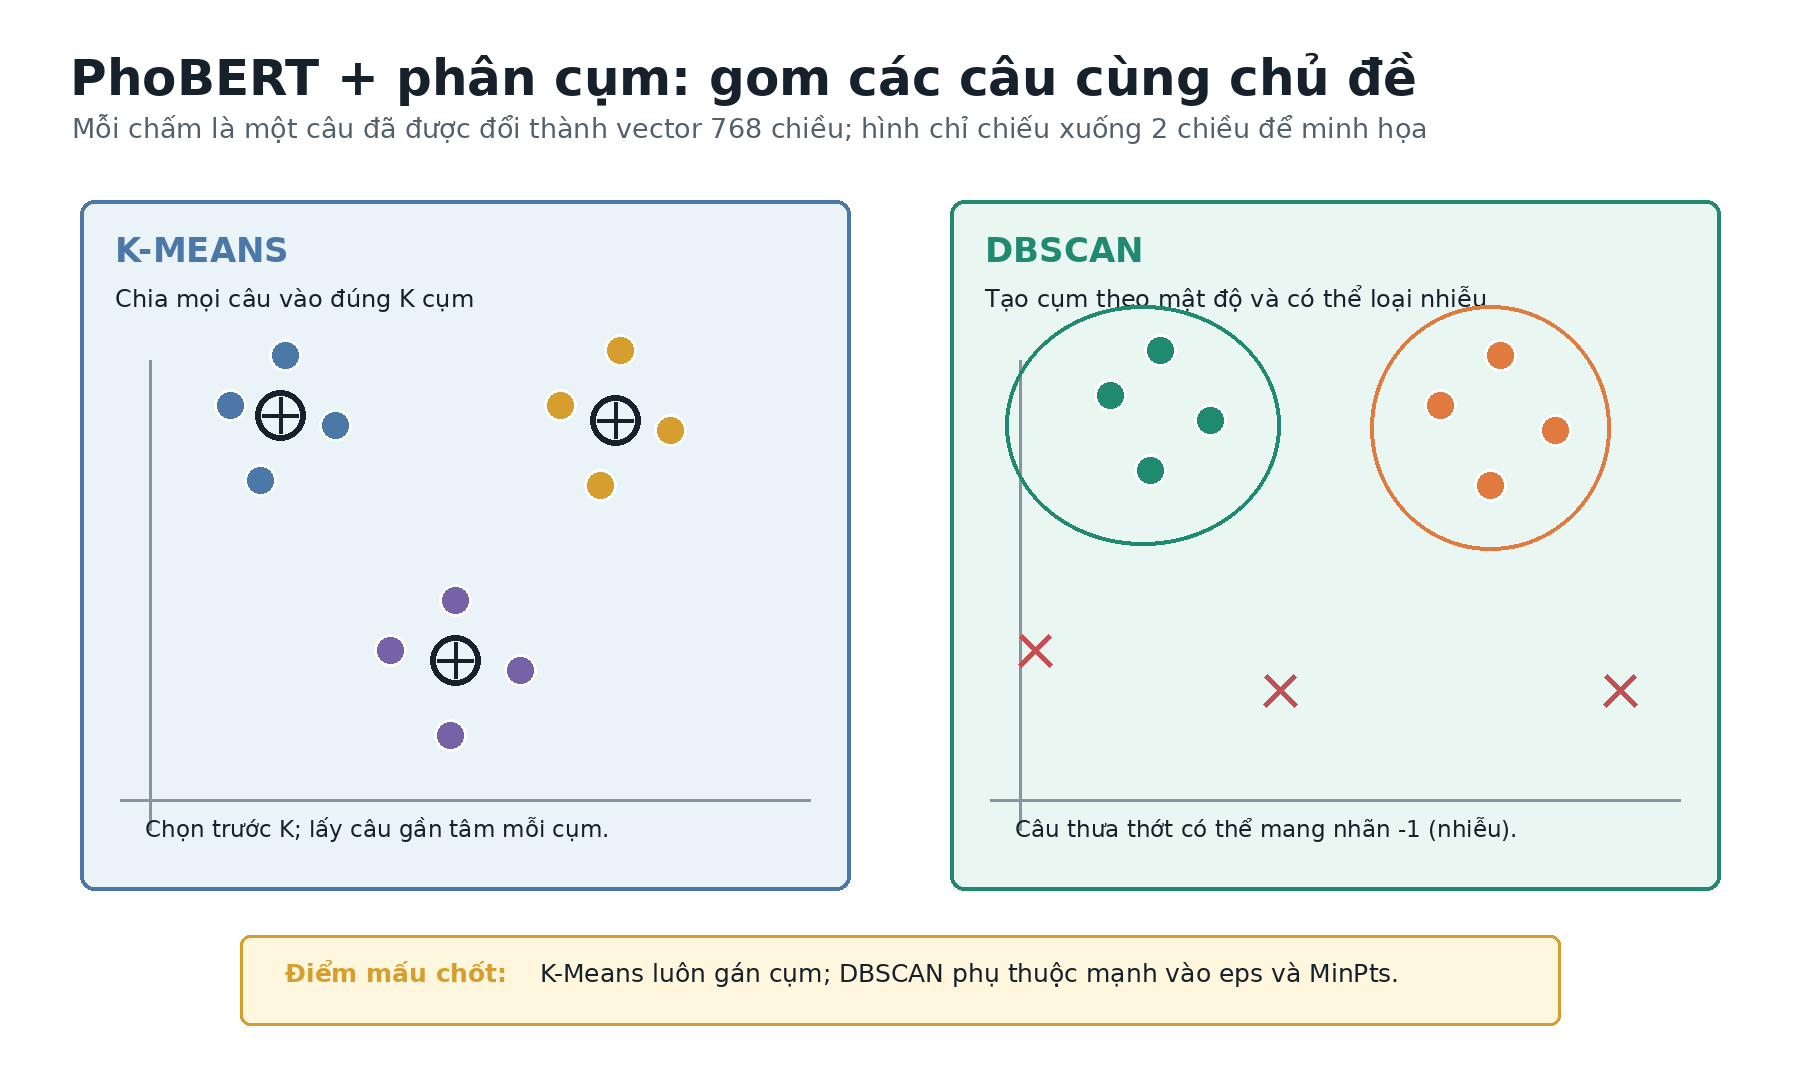 PhoBERT + phân cụm: gom các câu cùng chủ đề
Mỗi chấm là một câu đã được đổi thành vector 768 chiều; hình chỉ chiếu xuống 2 chiều để minh họa
K-MEANS
Chia mọi câu vào đúng K cụm
Chọn trước K; lấy câu gần tâm mỗi cụm.
DBSCAN
Tạo cụm theo mật độ và có thể loại nhiễu
Câu thưa thớt có thể mang nhãn -1 (nhiễu).
Điểm mấu chốt: K-Means luôn gán cụm; DBSCAN phụ thuộc mạnh vào eps và MinPts.